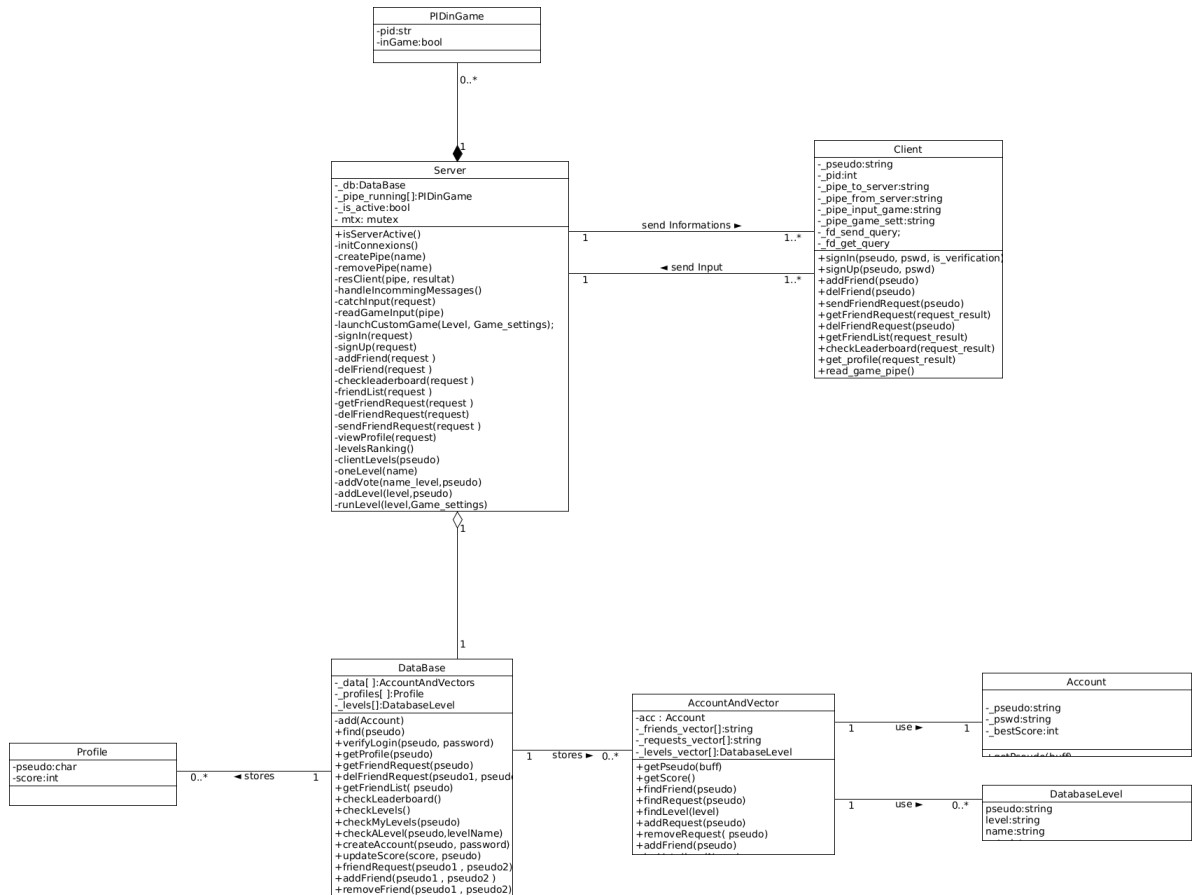 PIDinGame
-pid:str
-inGame:bool
0..*
1
Server
-_db:DataBase
-_pipe_running[]:PIDinGame
-_is_active:bool
- mtx: mutex
+isServerActive()
-initConnexions()
-createPipe(name)
-removePipe(name)
-resClient(pipe, resultat)
-handleIncommingMessages()
-catchInput(request)
-readGameInput(pipe)
-launchCustomGame(Level, Game_settings);
-signIn(request)
-signUp(request)
-addFriend(request )
-delFriend(request )
-checkleaderboard(request )
-friendList(request )
-getFriendRequest(request )
-delFriendRequest(request)
-sendFriendRequest(request )
-viewProfile(request)
-levelsRanking()
-clientLevels(pseudo)
-oneLevel(name)
-addVote(name_level,pseudo)
-addLevel(level,pseudo)
-runLevel(level,Game_settings)
send Informations ►
1
1..*
◄ send Input
1
1..*
Client
-_pseudo:string
-_pid:int
-_pipe_to_server:string
-_pipe_from_server:string
-_pipe_input_game:string
-_pipe_game_sett:string
-_fd_send_query;
-_fd_get_query
+signIn(pseudo, pswd, is_verification)
+signUp(pseudo, pswd)
+addFriend(pseudo)
+delFriend(pseudo)
+sendFriendRequest(pseudo)
+getFriendRequest(request_result)
+delFriendRequest(pseudo)
+getFriendList(request_result)
+checkLeaderboard(request_result)
+get_profile(request_result)
+read_game_pipe()
1
1
DataBase
-_data[ ]:AccountAndVectors
-_profiles[ ]:Profile
-_levels[]:DatabaseLevel
-add(Account)
+find(pseudo)
+verifyLogin(pseudo, password)
+getProfile(pseudo)
+getFriendRequest(pseudo)
+delFriendRequest(pseudo1, pseudo
+getFriendList( pseudo)
+checkLeaderboard()
+checkLevels()
+checkMyLevels(pseudo)
+checkALevel(pseudo,levelName)
+createAccount(pseudo, password)
+updateScore(score, pseudo)
+friendRequest(pseudo1 , pseudo2)
+addFriend(pseudo1 , pseudo2 )
+removeFriend(pseudo1 , pseudo2)
Profile
-pseudo:char
-score:int
0..*
◄ stores
1
1
stores ►
0..*
AccountAndVector
-acc : Account
-_friends_vector[]:string
-_requests_vector[]:string
-_levels_vector[]:DatabaseLevel
+getPseudo(buff)
+getScore()
+findFriend(pseudo)
+findRequest(pseudo)
+findLevel(level)
+addRequest(pseudo)
+removeRequest( pseudo)
+addFriend(pseudo)
1
use ►
1
Account
-_pseudo:string
-_pswd:string
-_bestScore:int
1
use ►
0..*
DatabaseLevel
pseudo:string
level:string
name:string